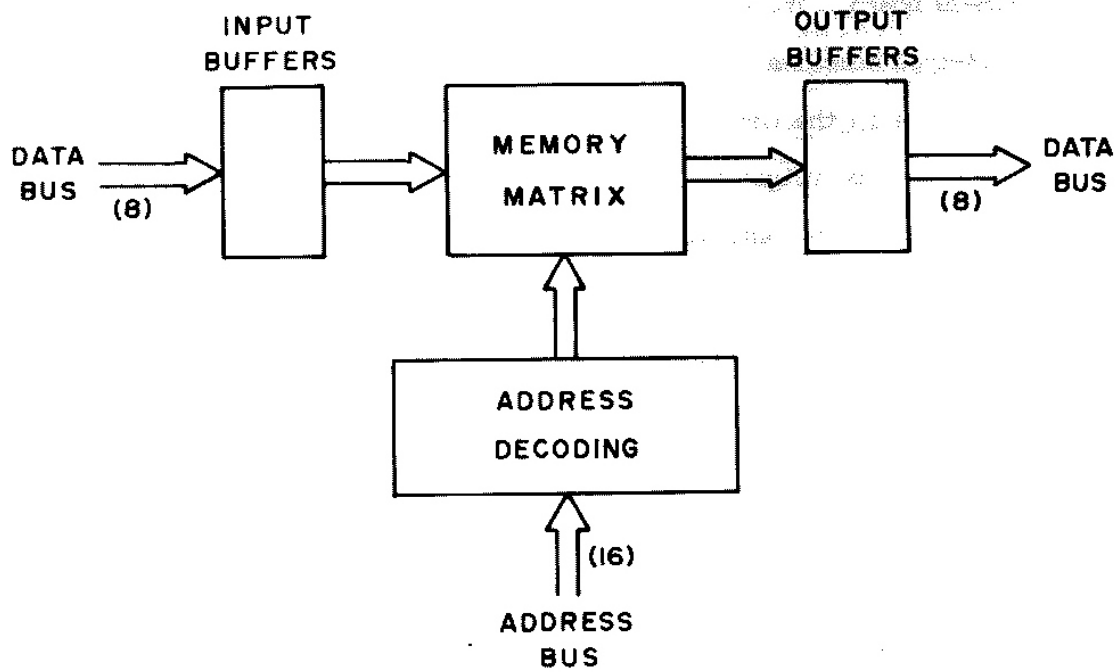 INPUT
BUFFERS
OUTPUT
BUFFERS
DATA
BUS
(8)
MEMORY
MATRIX
DATA
BUS
(8)
ADDRESS
DECODING
(16)
ADDRESS
BUS